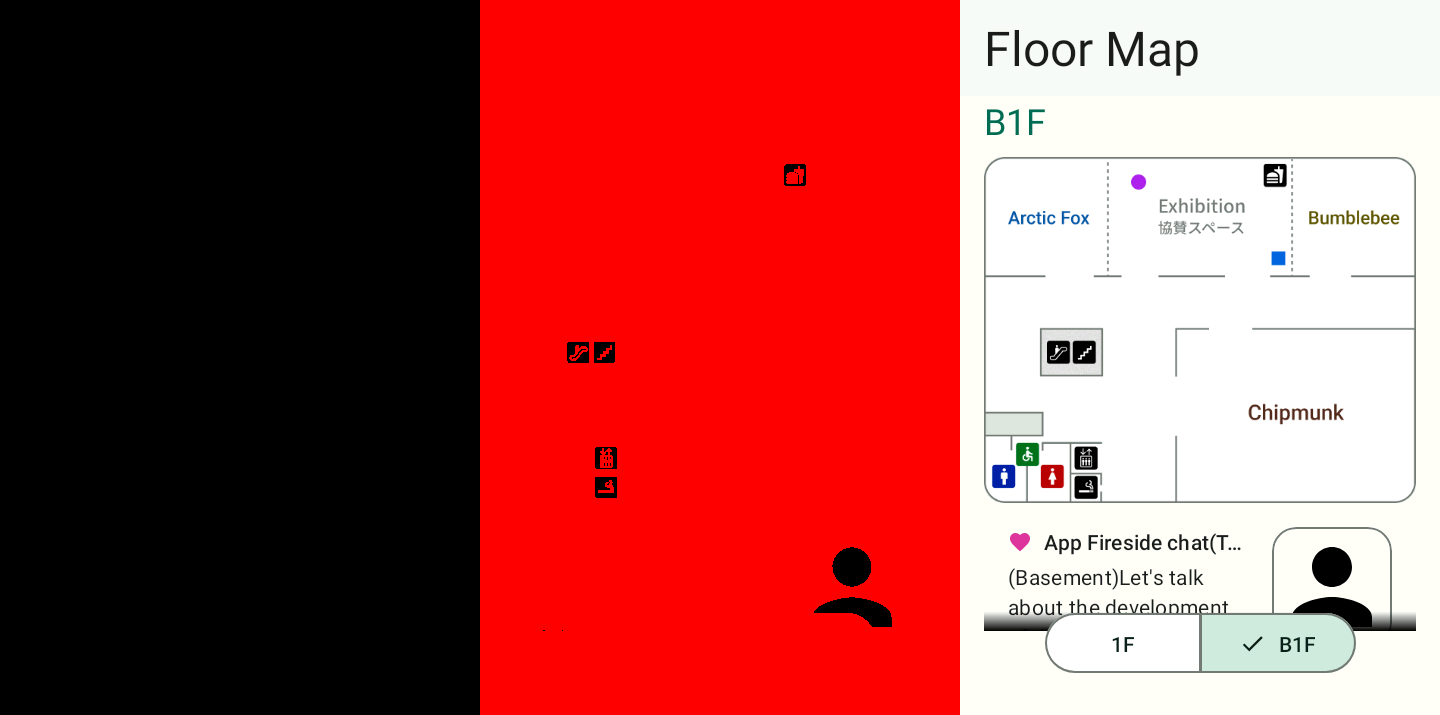 Floor Map
B1F
Arctic Fox
Exhibition
協賛スペース
Bumblebee
Chipmunk
App Fireside chat(T...
(Basement)Let's talk
about the development
1F
B1F